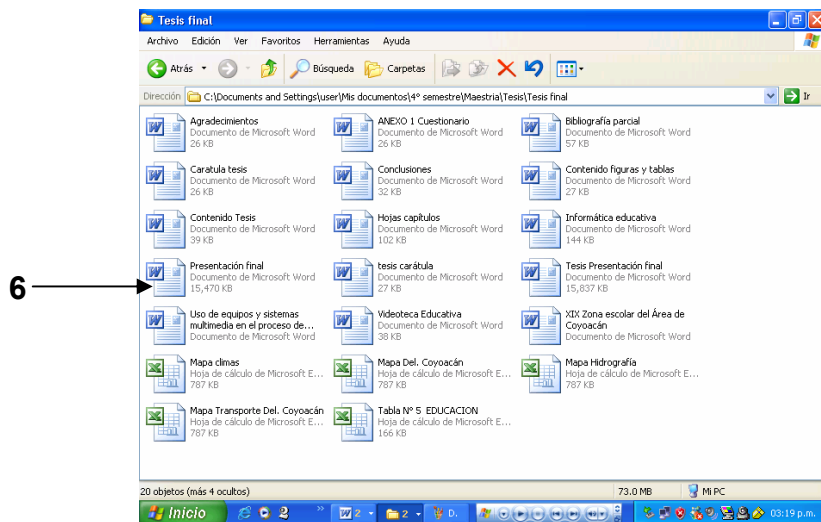 Tesis final
Archivo Edición Ver Favoritos Herramientas Ayuda
Atrás Búsqueda Carpetas
Dirección C:\Documents and Settings\user\Mis documentos\4º semestre\Maestria\Tesis\Tesis final Ir
Agradecimientos
Documento de Microsoft Word
26 KB
ANEXO 1 Cuestionario
Documento de Microsoft Word
26 KB
Bibliografía parcial
Documento de Microsoft Word
57 KB
Caratula tesis
Documento de Microsoft Word
26 KB
Conclusiones
Documento de Microsoft Word
32 KB
Contenido figuras y tablas
Documento de Microsoft Word
27 KB
Contenido Tesis
Documento de Microsoft Word
39 KB
Hojas capítulos
Documento de Microsoft Word
102 KB
Informática educativa
Documento de Microsoft Word
144 KB
6
Presentación final
Documento de Microsoft Word
15,470 KB
tesis carátula
Documento de Microsoft Word
27 KB
Tesis Presentación final
Documento de Microsoft Word
15,837 KB
Uso de equipos y sistemas
multimedia en el proceso de...
Documento de Microsoft Word
Videoteca Educativa
Documento de Microsoft Word
38 KB
XIX Zona escolar del Área de
Coyoacán
Documento de Microsoft Word
Mapa climas
Hoja de cálculo de Microsoft E...
787 KB
Mapa Del. Coyoacán
Hoja de cálculo de Microsoft E...
787 KB
Mapa Hidrografía
Hoja de cálculo de Microsoft E...
787 KB
Mapa Transporte Del. Coyoacán
Hoja de cálculo de Microsoft E...
787 KB
Tabla Nº 5 EDUCACION
Hoja de cálculo de Microsoft E...
166 KB
20 objetos (más 4 ocultos) 73.0 MB Mi PC
Inicio » 2 2 D. 03:19 p.m.